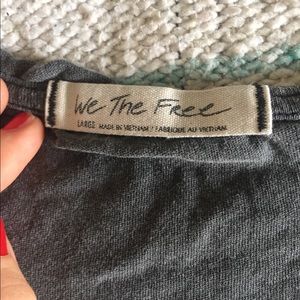 We The Free
LARGE MADE IN VIETNAM / FABRIQUÉ AU VIETNAM